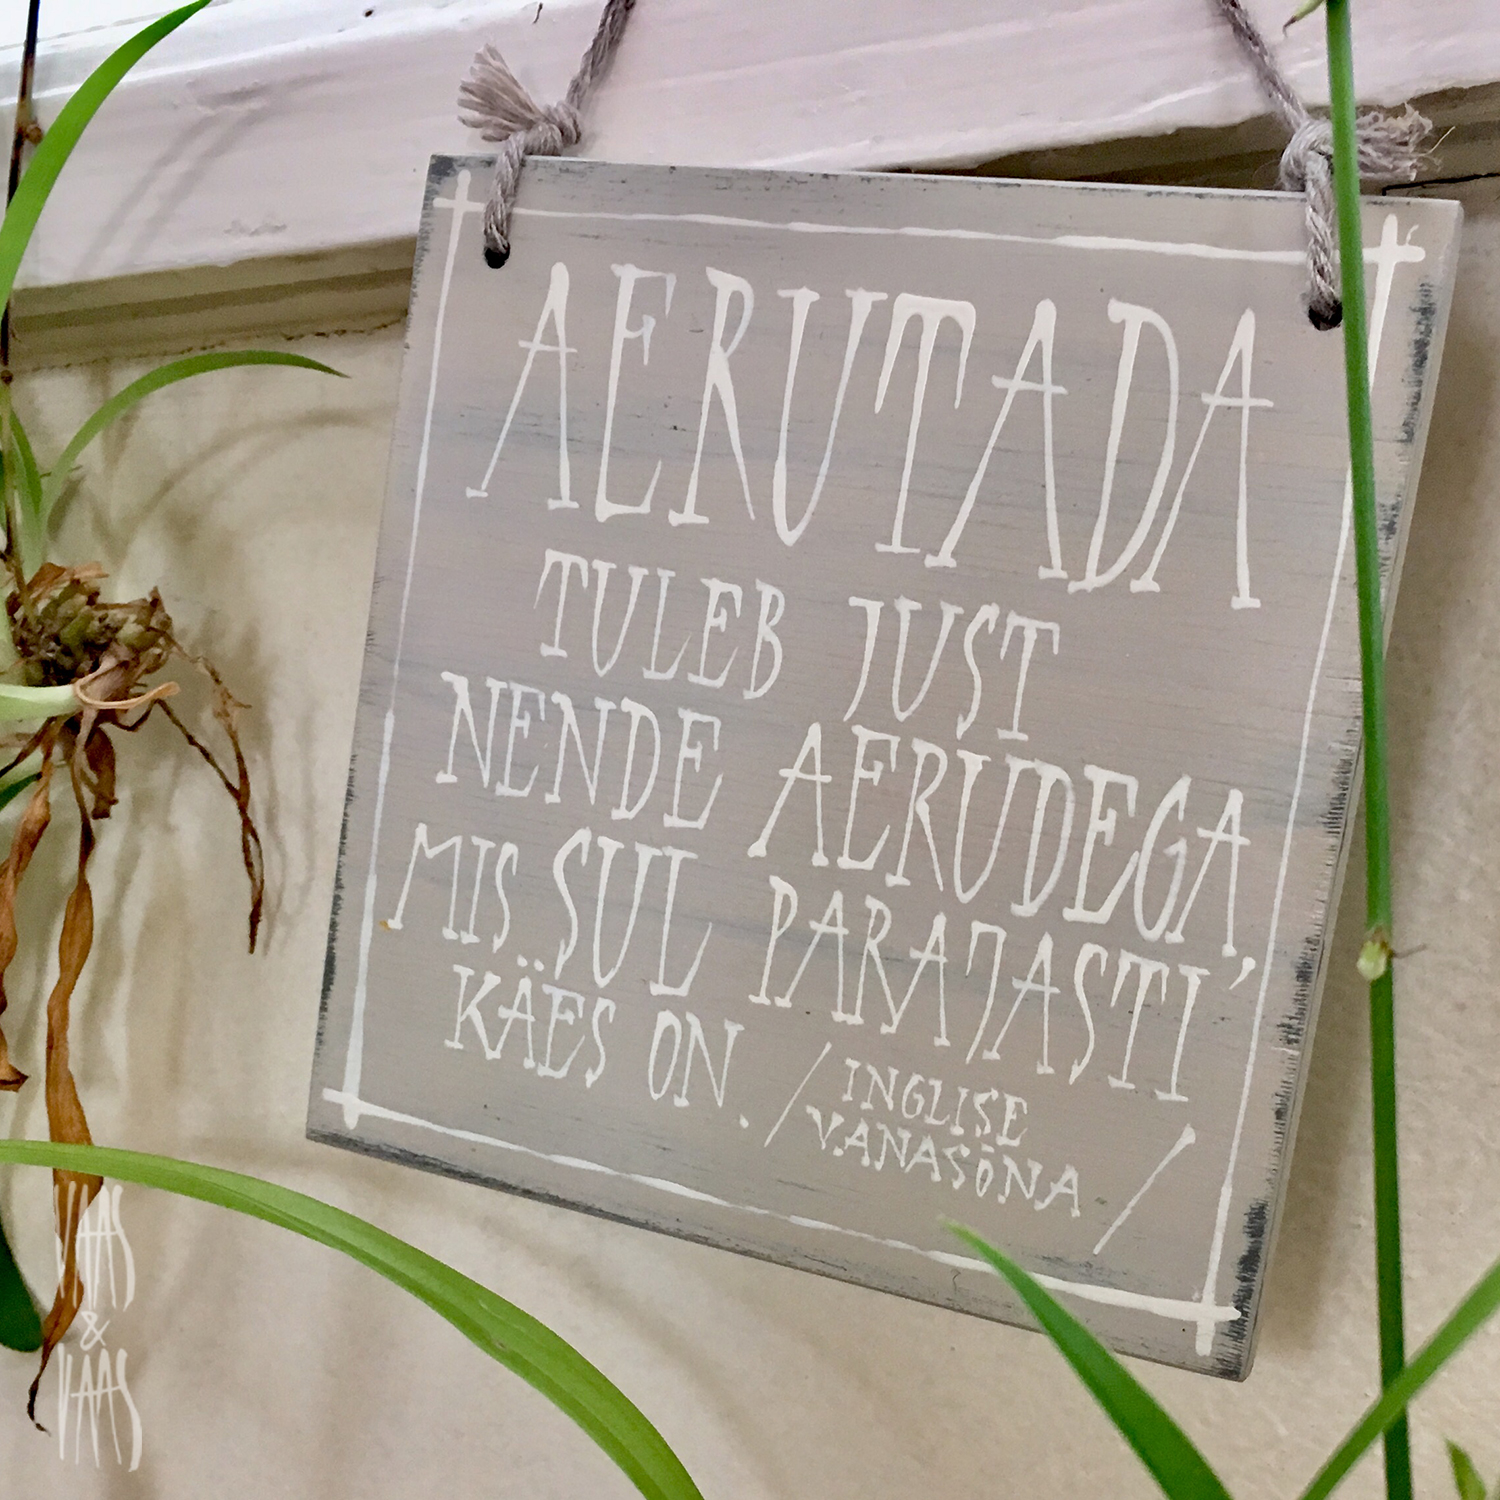 AERUTADA
TULEB JUST
NENDE AERUDEGA,
MIS SUL PARAJASTI
KÄES ON. /INGLISE
VANASÕNA/
VAAS
&
VAAS